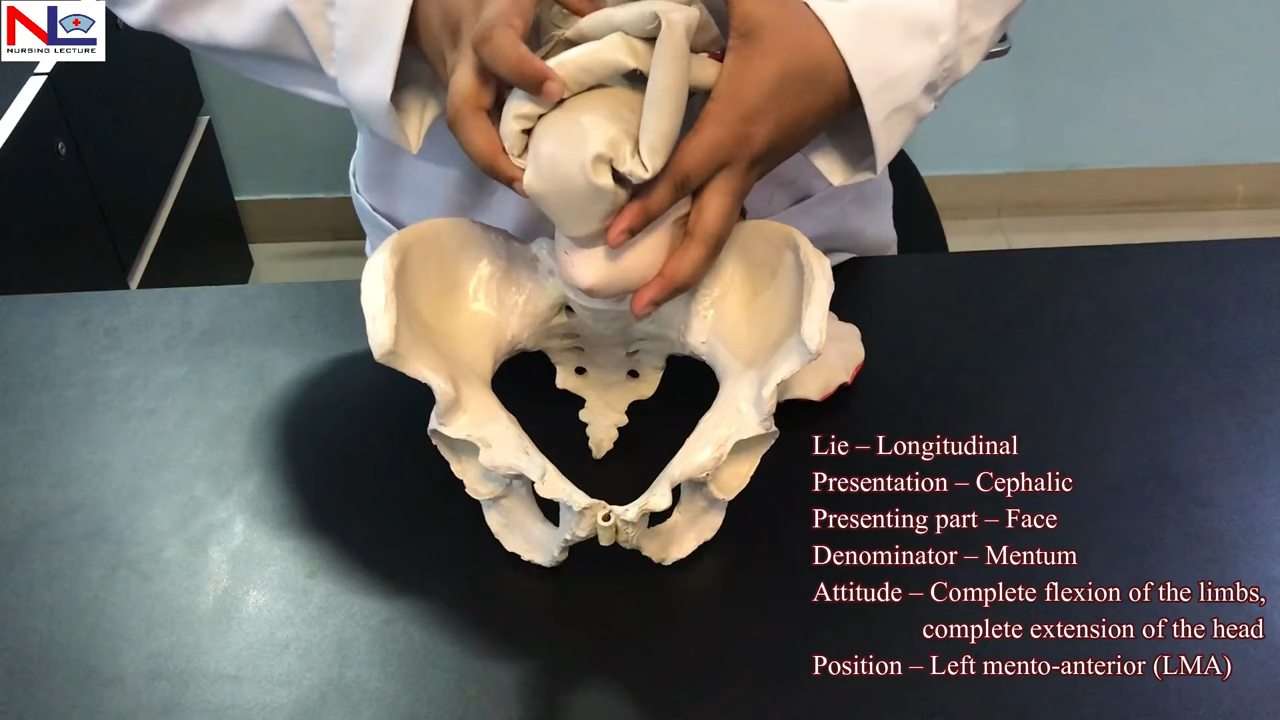 NL
NURSING LECTURE
Lie – Longitudinal
Presentation – Cephalic
Presenting part – Face
Denominator – Mentum
Attitude – Complete flexion of the limbs,
complete extension of the head
Position – Left mento-anterior (LMA)